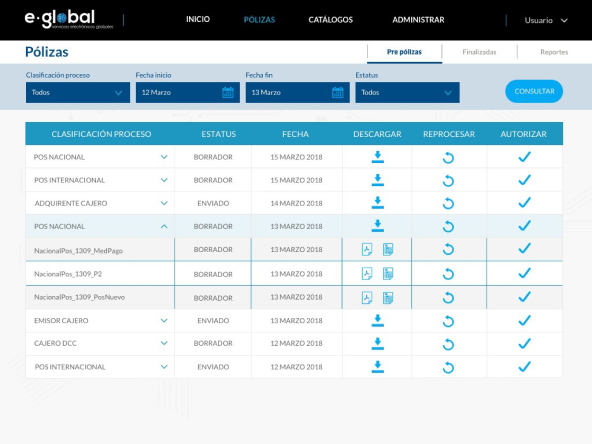 e·global
servicios electrónicos globales
INICIO
PÓLIZAS
CATÁLOGOS
ADMINISTRAR
Usuario
Pólizas
Pre pólizas
Finalizadas
Reportes
Clasificación proceso
Fecha inicio
Fecha fin
Estatus
Todos
12 Marzo
13 Marzo
Todos
CONSULTAR
CLASIFICACIÓN PROCESO ESTATUS FECHA DESCARGAR REPROCESAR AUTORIZAR
POS NACIONAL BORRADOR 15 MARZO 2018
POS INTERNACIONAL BORRADOR 15 MARZO 2018
ADQUIRENTE CAJERO ENVIADO 14 MARZO 2018
POS NACIONAL BORRADOR 13 MARZO 2018
NacionalPos_1309_MedPago BORRADOR 13 MARZO 2018
NacionalPos_1309_P2 BORRADOR 13 MARZO 2018
NacionalPos_1309_PosNuevo BORRADOR 13 MARZO 2018
EMISOR CAJERO ENVIADO 13 MARZO 2018
CAJERO DCC BORRADOR 12 MARZO 2018
POS INTERNACIONAL ENVIADO 12 MARZO 2018